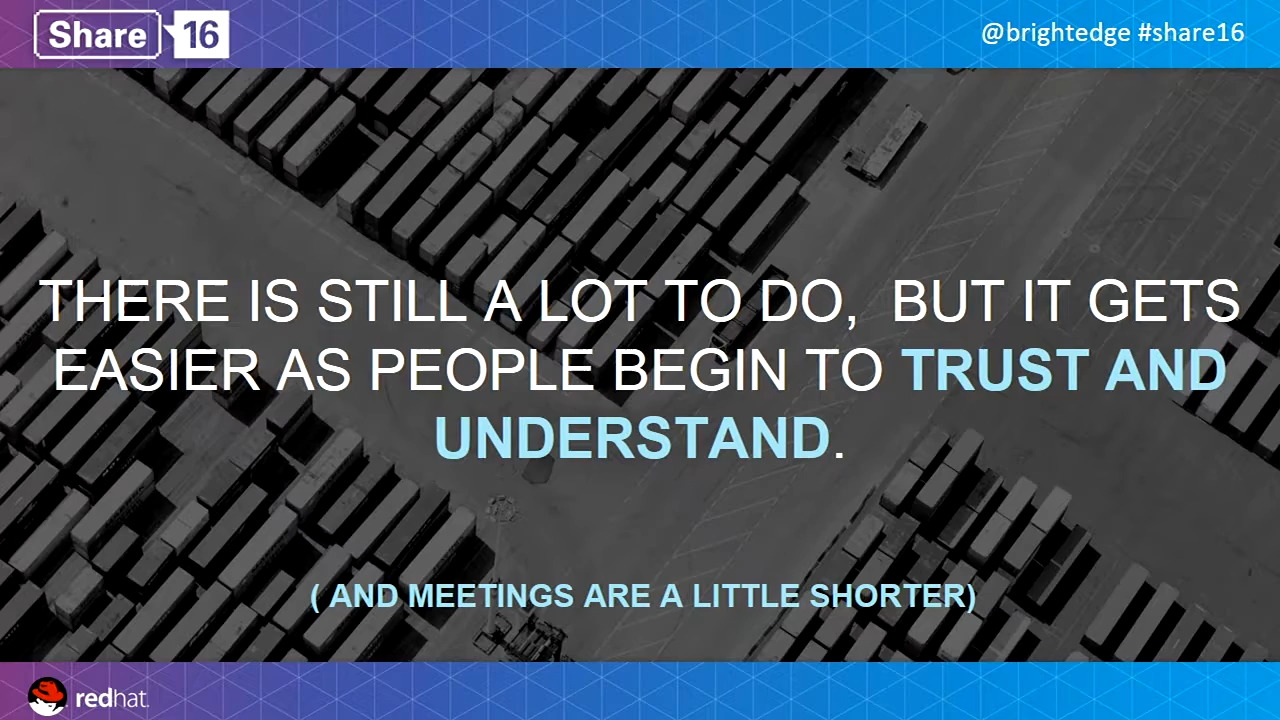 Share 16
@brightedge #share16
THERE IS STILL A LOT TO DO, BUT IT GETS
EASIER AS PEOPLE BEGIN TO TRUST AND
UNDERSTAND.
( AND MEETINGS ARE A LITTLE SHORTER)
redhat.